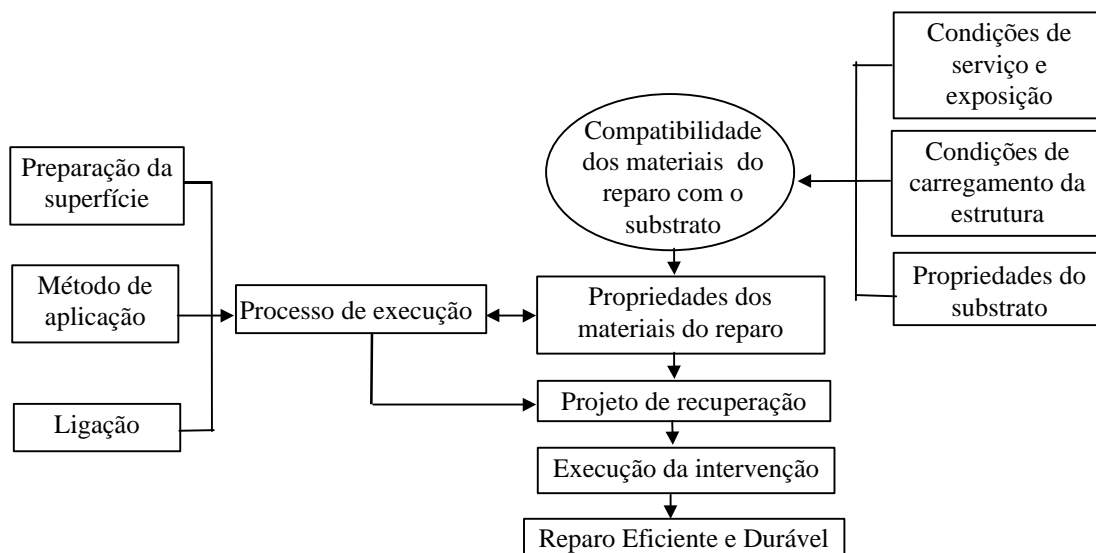 Condições de
serviço e
exposição
Compatibilidade
dos materiais do
reparo com o
substrato
Condições de
carregamento da
estrutura
Preparação da
superfície
Propriedades do
substrato
Método de
aplicação
Processo de execução
Propriedades dos
materiais do reparo
Ligação
Projeto de recuperação
Execução da intervenção
Reparo Eficiente e Durável